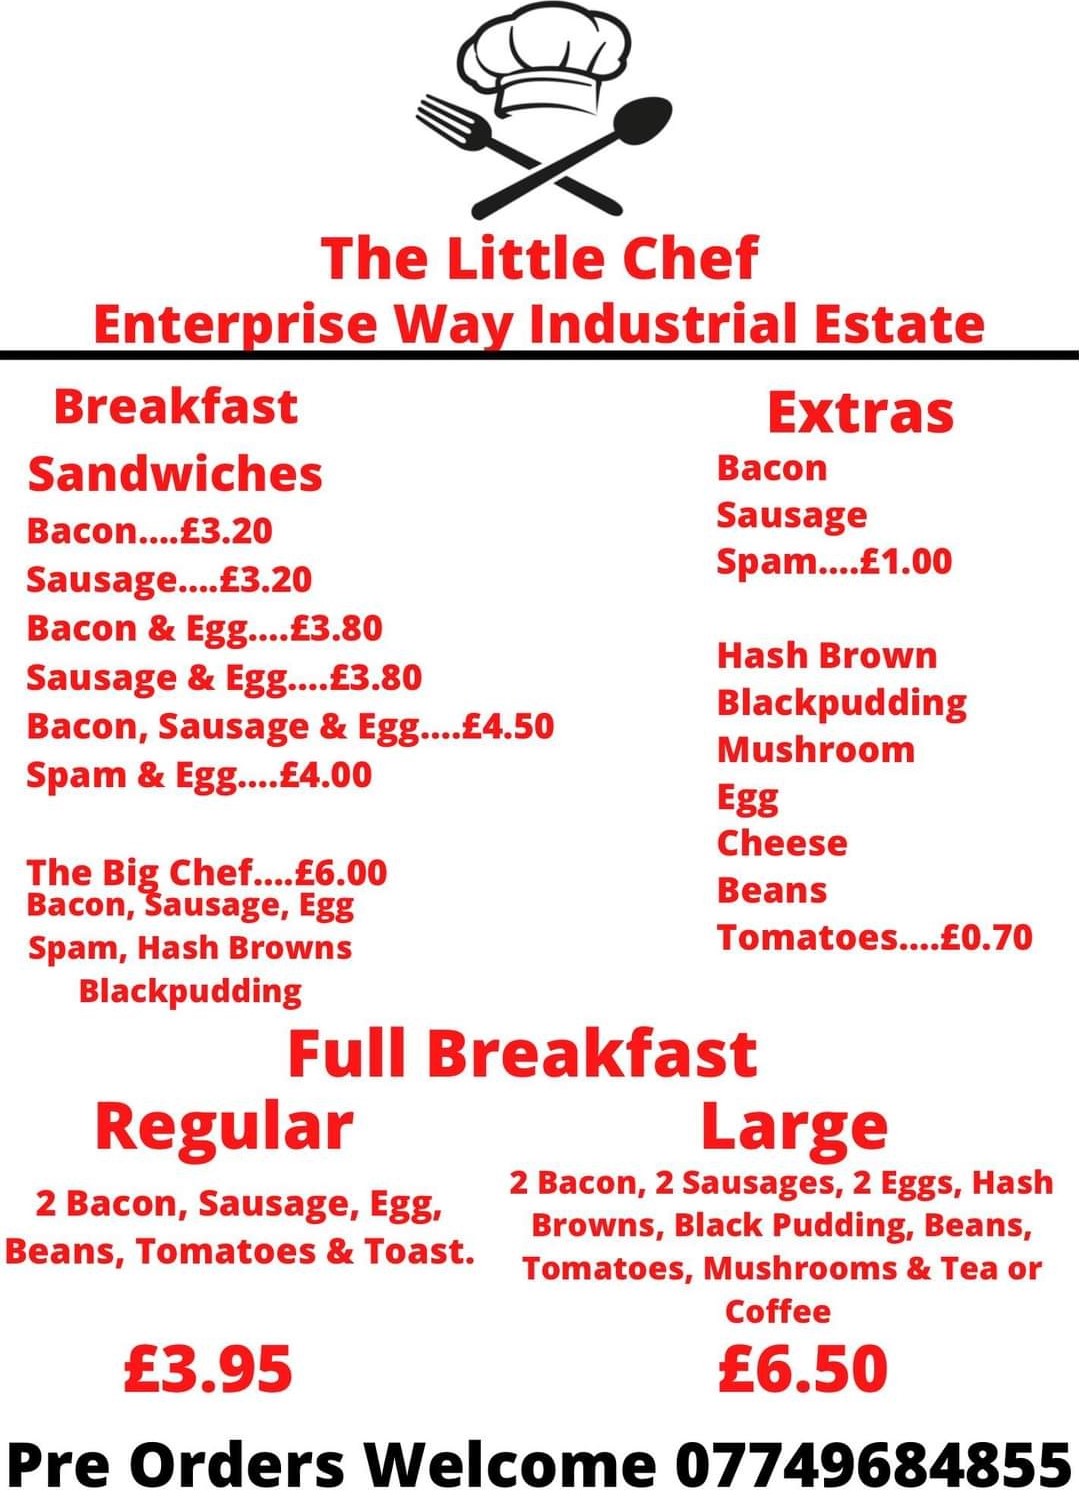 The Little Chef
Enterprise Way Industrial Estate
Breakfast
Sandwiches
Bacon....£3.20
Sausage....£3.20
Bacon & Egg....£3.80
Sausage & Egg....£3.80
Bacon, Sausage & Egg....£4.50
Spam & Egg....£4.00
The Big Chef....£6.00
Bacon, Sausage, Egg
Spam, Hash Browns
Blackpudding
Extras
Bacon
Sausage
Spam....£1.00
Hash Brown
Blackpudding
Mushroom
Egg
Cheese
Beans
Tomatoes....£0.70
Full Breakfast
Regular
2 Bacon, Sausage, Egg,
Beans, Tomatoes & Toast.
£3.95
Large
2 Bacon, 2 Sausages, 2 Eggs, Hash
Browns, Black Pudding, Beans,
Tomatoes, Mushrooms & Tea or
Coffee
£6.50
Pre Orders Welcome 07749684855